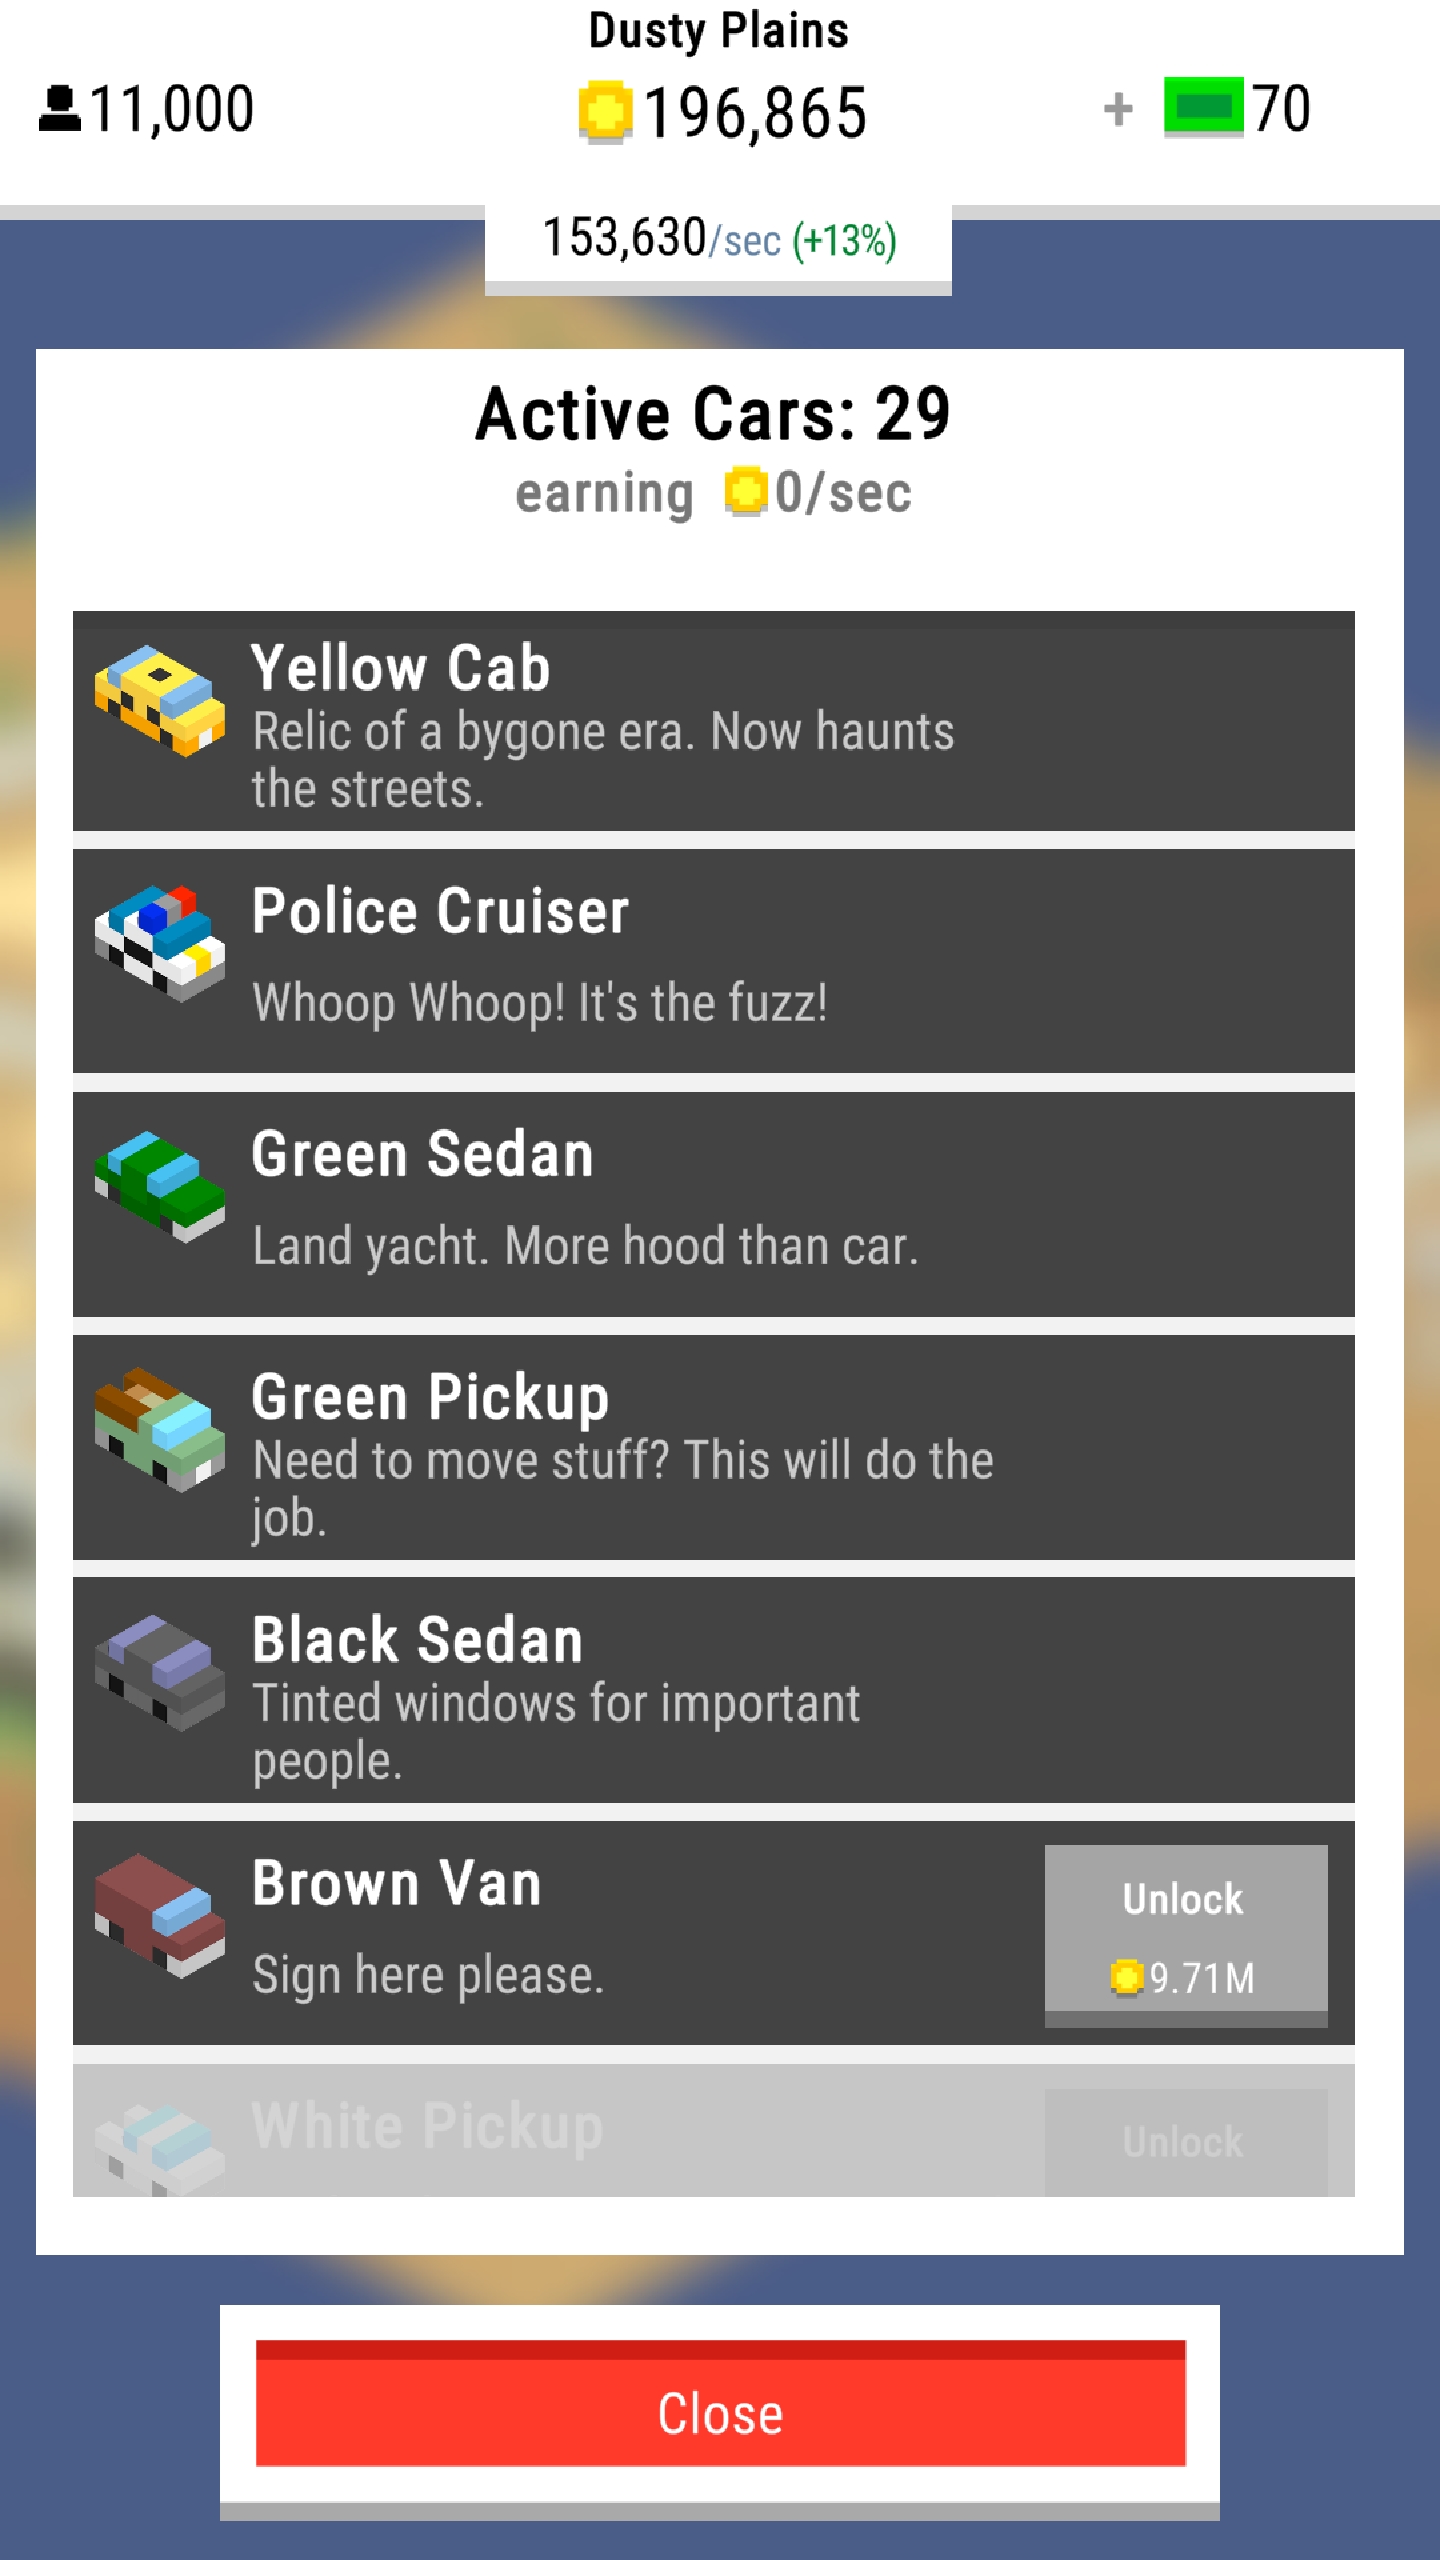 Dusty Plains
11,000
196,865
+ 70
153,630/sec (+13%)
Active Cars: 29
earning 0/sec
Yellow Cab
Relic of a bygone era. Now haunts
the streets.
Police Cruiser
Whoop Whoop! It's the fuzz!
Green Sedan
Land yacht. More hood than car.
Green Pickup
Need to move stuff? This will do the
job.
Black Sedan
Tinted windows for important
people.
Brown Van
Unlock
Sign here please.
9.71M
White Pickup
Unlock
Close